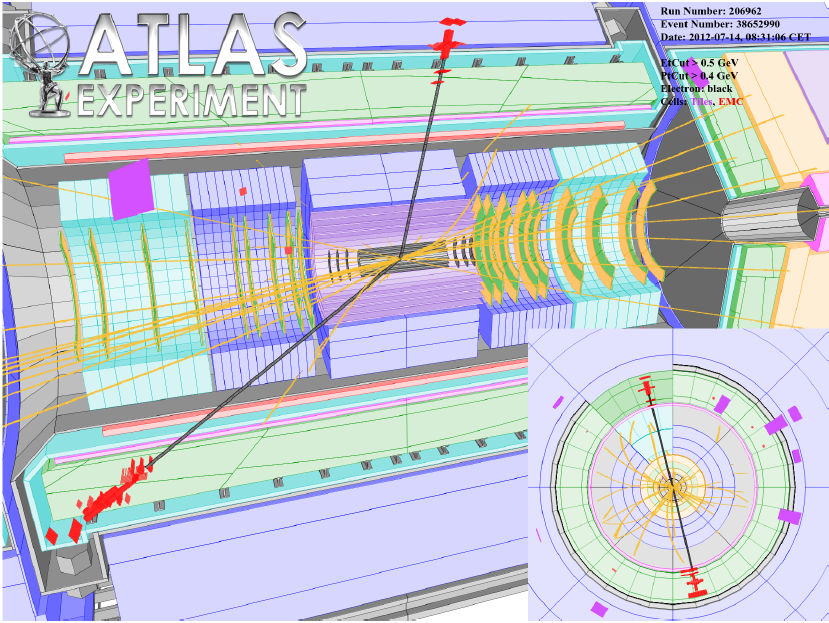 ATLAS
EXPERIMENT
Run Number: 206962
Event Number: 38652990
Date: 2012-07-14, 08:31:06 CET
EtCut > 0.5 GeV
PtCut > 0.4 GeV
Electron: black
Cells: Tiles, EMC